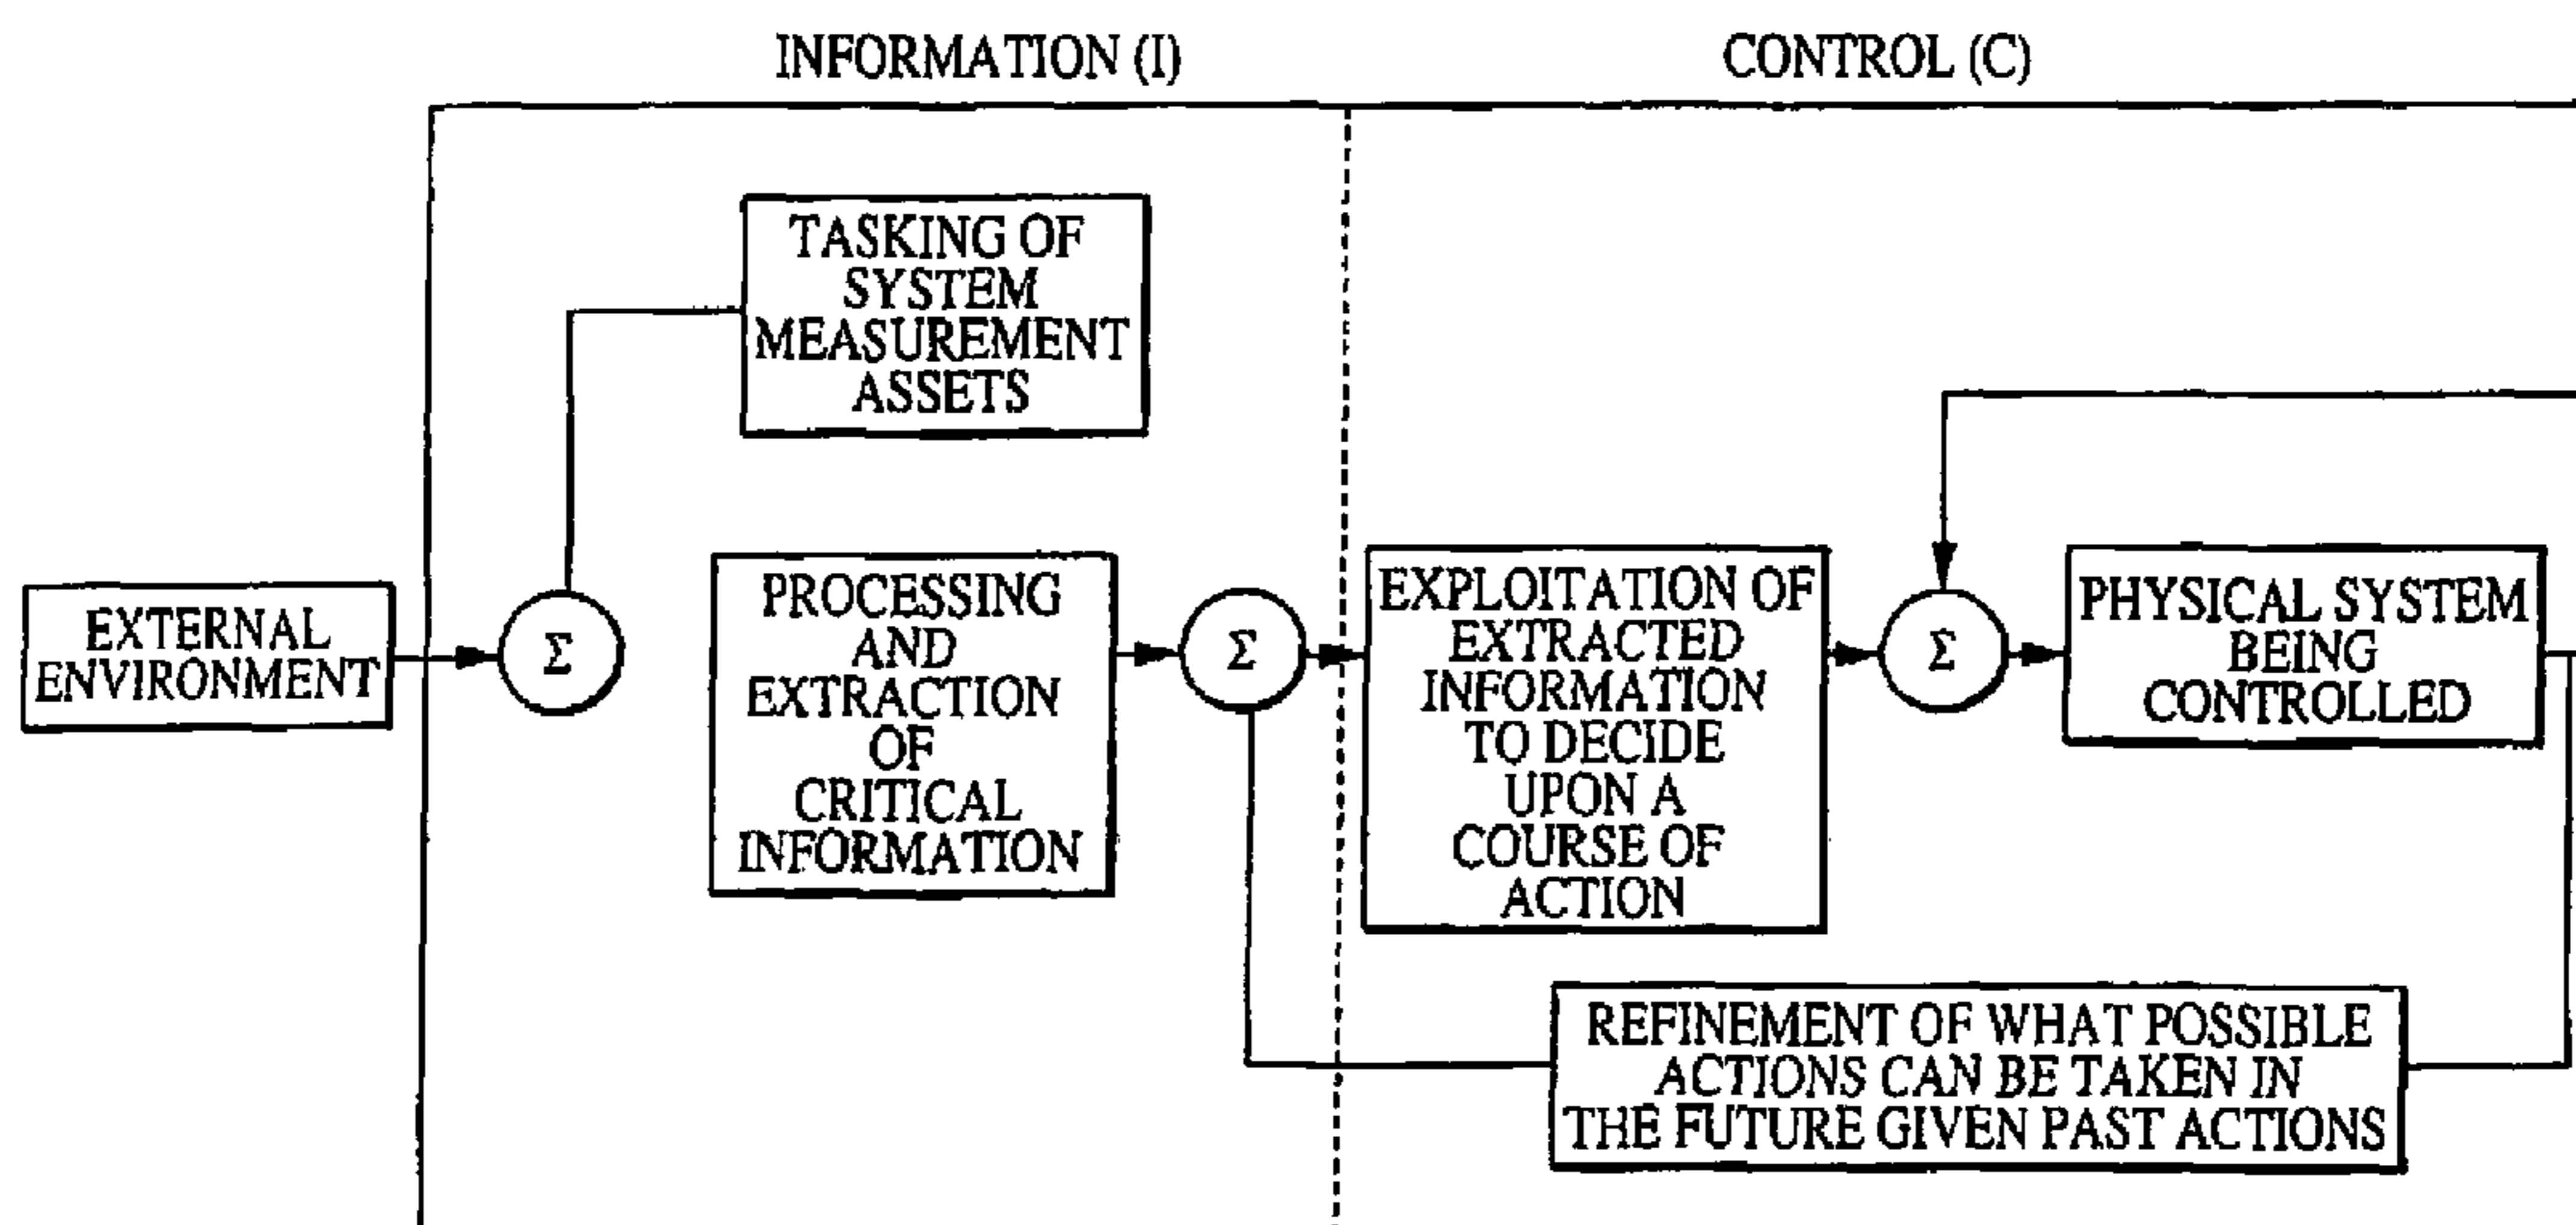 INFORMATION (I)
CONTROL (C)
TASKING OF
SYSTEM
MEASUREMENT
ASSETS
EXTERNAL
ENVIRONMENT
Σ
PROCESSING
AND
EXTRACTION
OF
CRITICAL
INFORMATION
Σ
EXPLOITATION OF
EXTRACTED
INFORMATION
TO DECIDE
UPON A
COURSE OF
ACTION
Σ
PHYSICAL SYSTEM
BEING
CONTROLLED
REFINEMENT OF WHAT POSSIBLE
ACTIONS CAN BE TAKEN IN
THE FUTURE GIVEN PAST ACTIONS